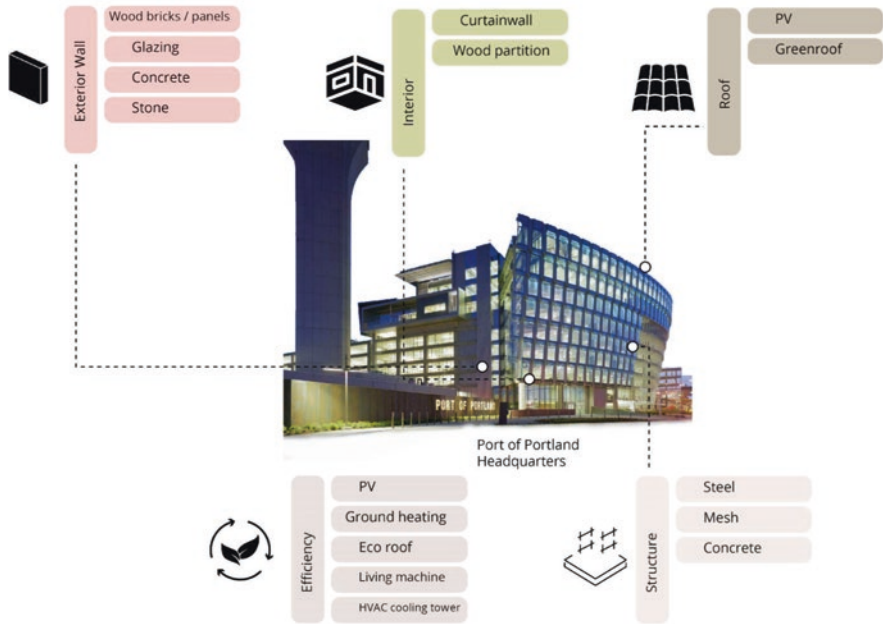 Exterior Wall
Wood bricks / panels
Glazing
Concrete
Stone
Interior
Curtainwall
Wood partition
Roof
PV
Greenroof
PORT OF PORTLAND
Port of Portland
Headquarters
Efficiency
PV
Ground heating
Eco roof
Living machine
HVAC cooling tower
Structure
Steel
Mesh
Concrete